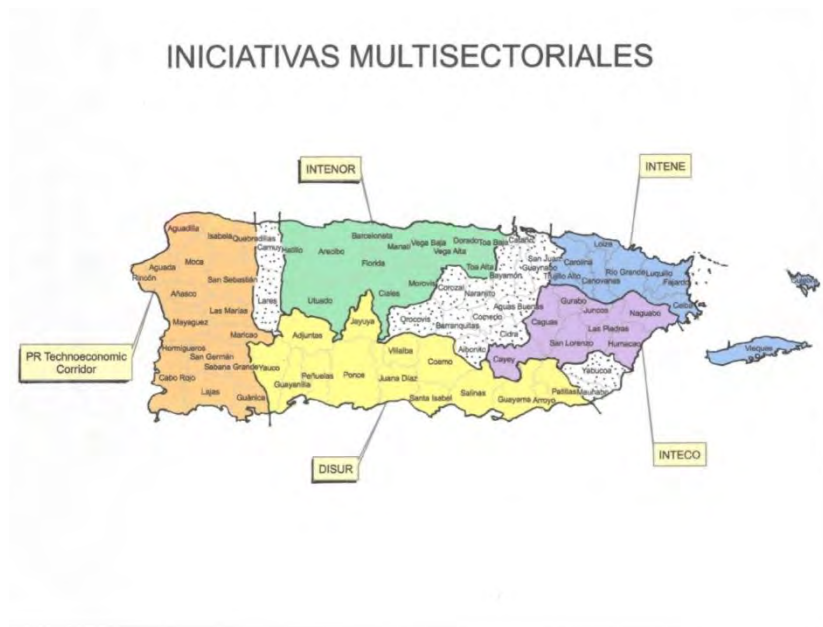 INICIATIVAS MULTISECTORIALES
INTENOR
INTENE
Aguadilla
Isabela
Quebradillas
Camuy
Hatillo
Arecibo
Barceloneta
Manati
Florida
Vega Baja
Vega Alta
Dorado
Toa Baja
Cataño
San Juan
Guaynabo
Bayamón
Toa Alta
Loiza
Carolina
Trujillo Alto
Canovanas
Rio Grande
Luquillo
Fajardo
Ceiba
Aguada
Rincón
Moca
San Sebastián
Añasco
Las Marías
Lares
Utuado
Ciales
Morovis
Corozal
Naranjito
Aguas Buenas
Gurabo
Juncos
Naguabo
Mayaguez
Maricao
Adjuntas
Jayuya
Orocovis
Barranquitas
Comerío
Cidra
Caguas
Las Piedras
San Lorenzo
Humacao
Vieques
PR Technoeconomic
Corridor
Hormigueros
San Germán
Sabana Grande
Yauco
Villalba
Coamo
Aibonito
Cayey
Yabucoa
Cabo Rojo
Lajas
Guánica
Guayanilla
Peñuelas
Ponce
Juana Díaz
Santa Isabel
Salinas
Guayama
Arroyo
Patillas
Maunabo
DISUR
INTECO